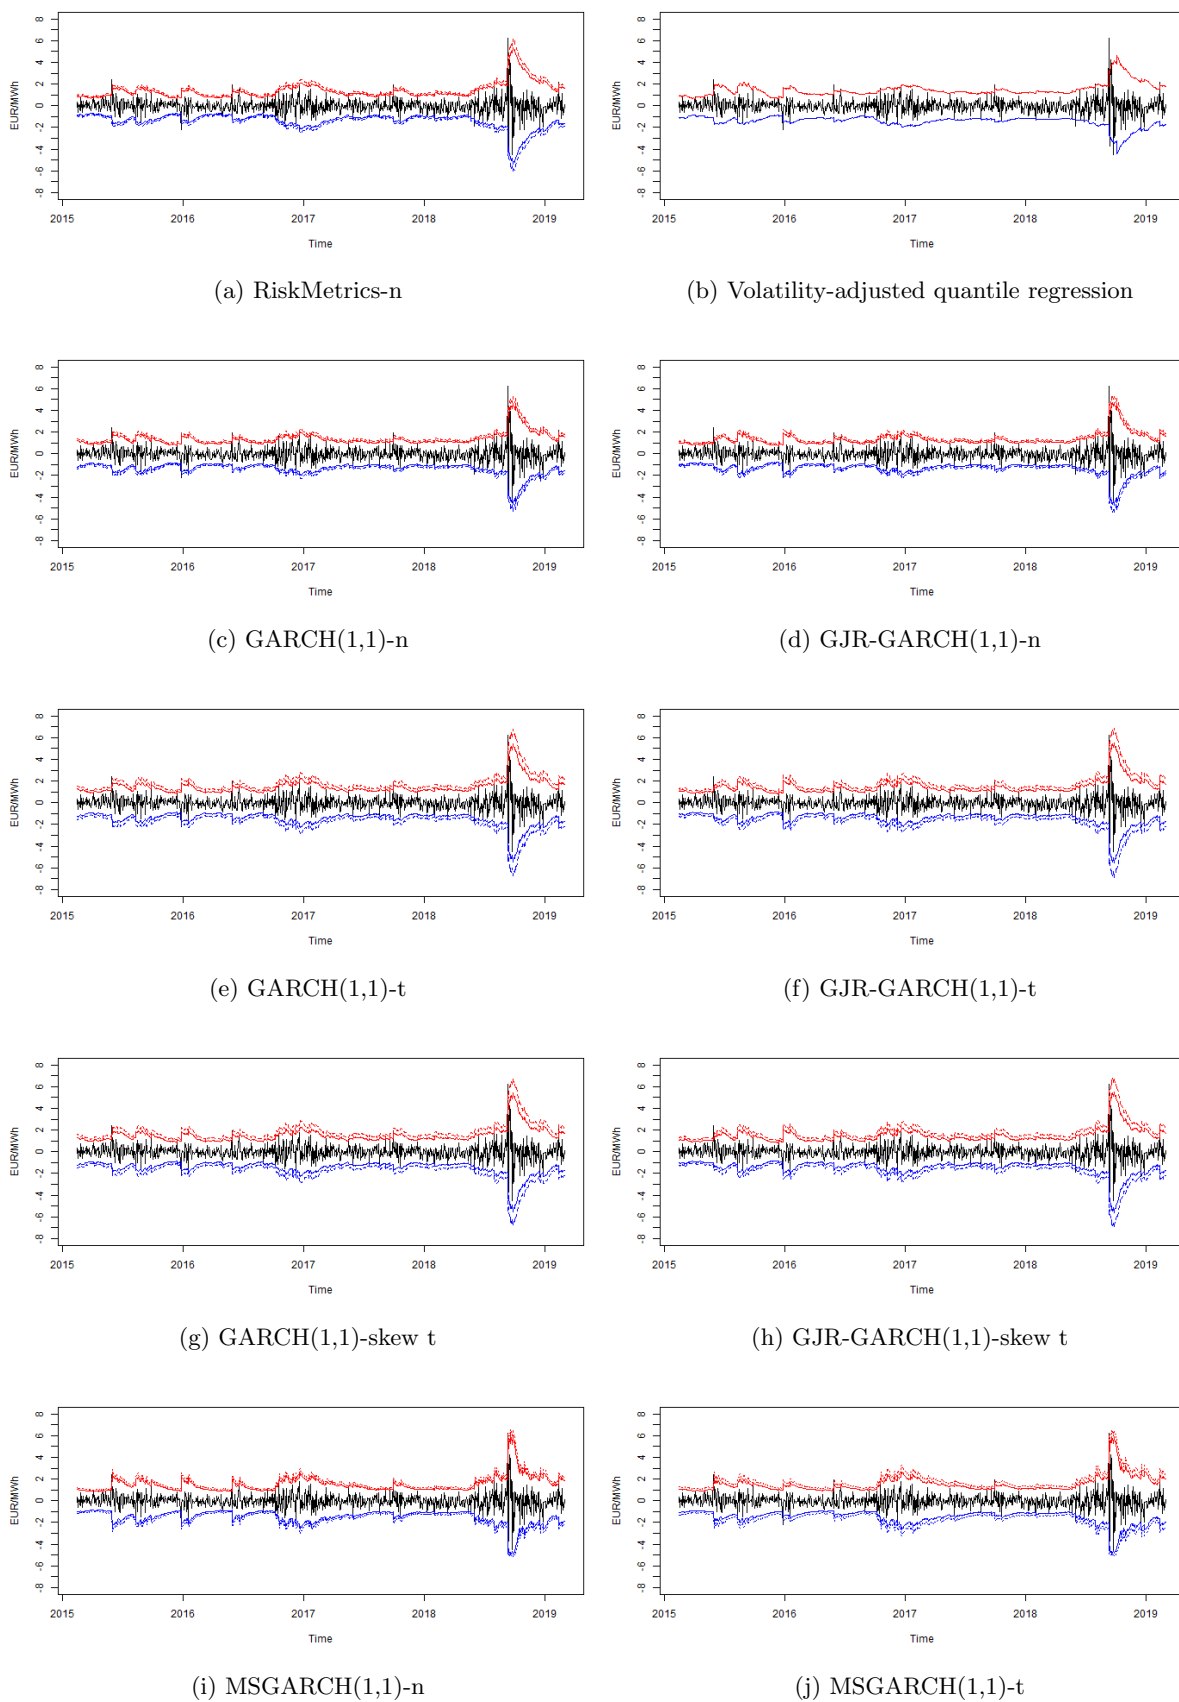 8
6
4
2
0
-2
-4
-6
-8
EUR/MWh
2015 2016 2017 2018 2019
Time
(a) RiskMetrics-n
8
6
4
2
0
-2
-4
-6
-8
EUR/MWh
2015 2016 2017 2018 2019
Time
(b) Volatility-adjusted quantile regression
8
6
4
2
0
-2
-4
-6
-8
EUR/MWh
2015 2016 2017 2018 2019
Time
(c) GARCH(1,1)-n
8
6
4
2
0
-2
-4
-6
-8
EUR/MWh
2015 2016 2017 2018 2019
Time
(d) GJR-GARCH(1,1)-n
8
6
4
2
0
-2
-4
-6
-8
EUR/MWh
2015 2016 2017 2018 2019
Time
(e) GARCH(1,1)-t
8
6
4
2
0
-2
-4
-6
-8
EUR/MWh
2015 2016 2017 2018 2019
Time
(f) GJR-GARCH(1,1)-t
8
6
4
2
0
-2
-4
-6
-8
EUR/MWh
2015 2016 2017 2018 2019
Time
(g) GARCH(1,1)-skew t
8
6
4
2
0
-2
-4
-6
-8
EUR/MWh
2015 2016 2017 2018 2019
Time
(h) GJR-GARCH(1,1)-skew t
8
6
4
2
0
-2
-4
-6
-8
EUR/MWh
2015 2016 2017 2018 2019
Time
(i) MSGARCH(1,1)-n
8
6
4
2
0
-2
-4
-6
-8
EUR/MWh
2015 2016 2017 2018 2019
Time
(j) MSGARCH(1,1)-t